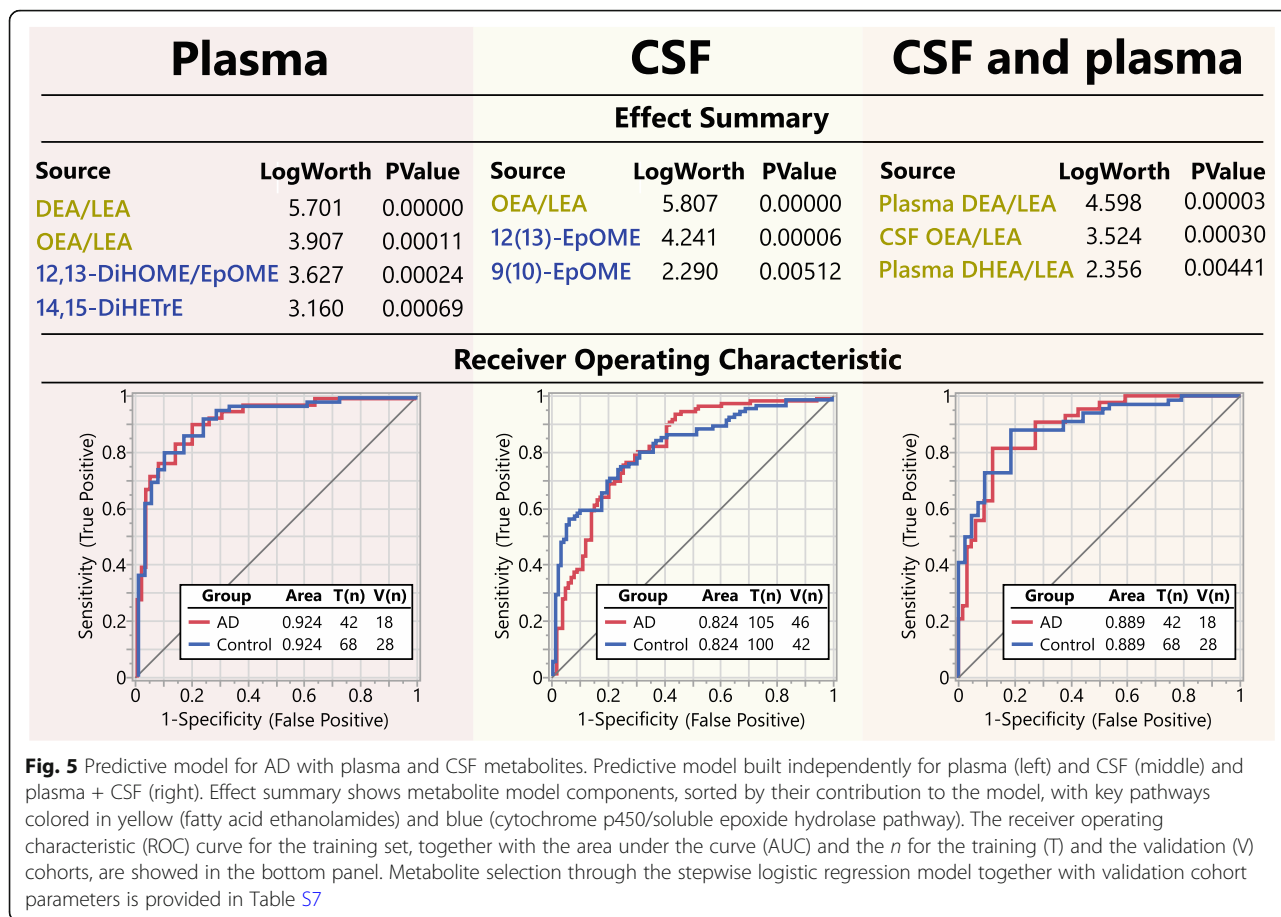 Plasma
CSF
CSF and plasma
Effect Summary
Source LogWorth PValue
DEA/LEA 5.701 0.00000
OEA/LEA 3.907 0.00011
12,13-DiHOME/EpOME 3.627 0.00024
14,15-DiHETrE 3.160 0.00069
Source LogWorth PValue
OEA/LEA 5.807 0.00000
12(13)-EpOME 4.241 0.00006
9(10)-EpOME 2.290 0.00512
Source LogWorth PValue
Plasma DEA/LEA 4.598 0.00003
CSF OEA/LEA 3.524 0.00030
Plasma DHEA/LEA 2.356 0.00441
Receiver Operating Characteristic
Sensitivity (True Positive)
1
0.8
0.6
0.4
0.2
0
Group Area T(n) V(n)
AD 0.924 42 18
Control 0.924 68 28
0 0.2 0.4 0.6 0.8 1
1-Specificity (False Positive)
Sensitivity (True Positive)
1
0.8
0.6
0.4
0.2
0
Group Area T(n) V(n)
AD 0.824 105 46
Control 0.824 100 42
0 0.2 0.4 0.6 0.8 1
1-Specificity (False Positive)
Sensitivity (True Positive)
1
0.8
0.6
0.4
0.2
0
Group Area T(n) V(n)
AD 0.889 42 18
Control 0.889 68 28
0 0.2 0.4 0.6 0.8 1
1-Specificity (False Positive)
Fig. 5 Predictive model for AD with plasma and CSF metabolites. Predictive model built independently for plasma (left) and CSF (middle) and
plasma + CSF (right). Effect summary shows metabolite model components, sorted by their contribution to the model, with key pathways
colored in yellow (fatty acid ethanolamides) and blue (cytochrome p450/soluble epoxide hydrolase pathway). The receiver operating
characteristic (ROC) curve for the training set, together with the area under the curve (AUC) and the n for the training (T) and the validation (V)
cohorts, are showed in the bottom panel. Metabolite selection through the stepwise logistic regression model together with validation cohort
parameters is provided in Table S7